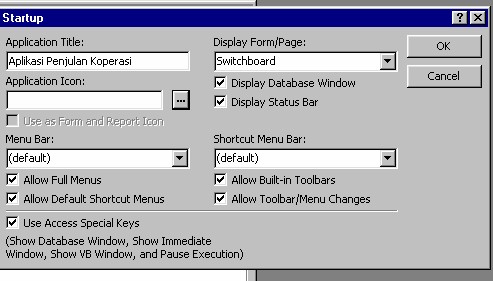 Startup
Application Title:
Aplikasi Penjulan Koperasi
Application Icon:
...
Use as Form and Report Icon
Display Form/Page:
Switchboard
Display Database Window
Display Status Bar
OK
Cancel
Menu Bar:
(default)
Allow Full Menus
Allow Default Shortcut Menus
Shortcut Menu Bar:
(default)
Allow Built-in Toolbars
Allow Toolbar/Menu Changes
Use Access Special Keys
(Show Database Window, Show Immediate
Window, Show VB Window, and Pause Execution)